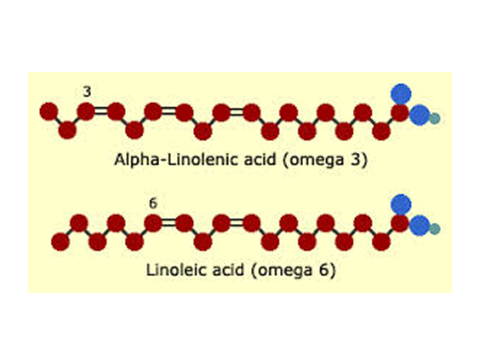 3
Alpha-Linolenic acid (omega 3)
6
Linoleic acid (omega 6)